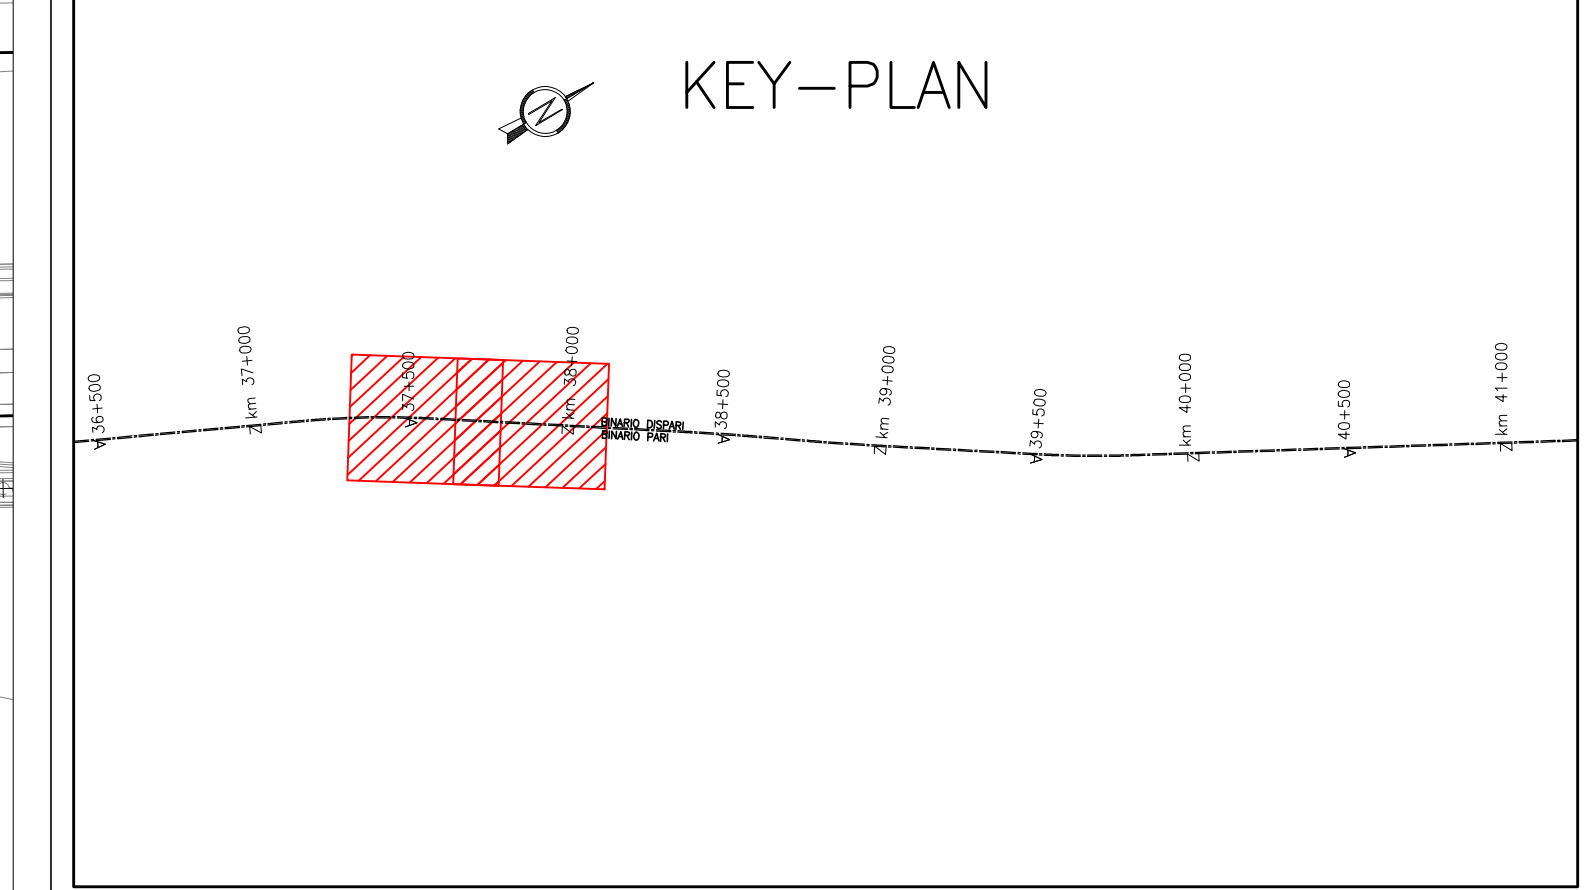 KEY-PLAN
N
36+500
A
km 37+000
Z
37+500
A
km 38+000
Z
BINARIO DISPARI
BINARIO PARI
38+500
A
km 39+000
Z
39+500
A
km 40+000
Z
40+500
A
km 41+000
Z